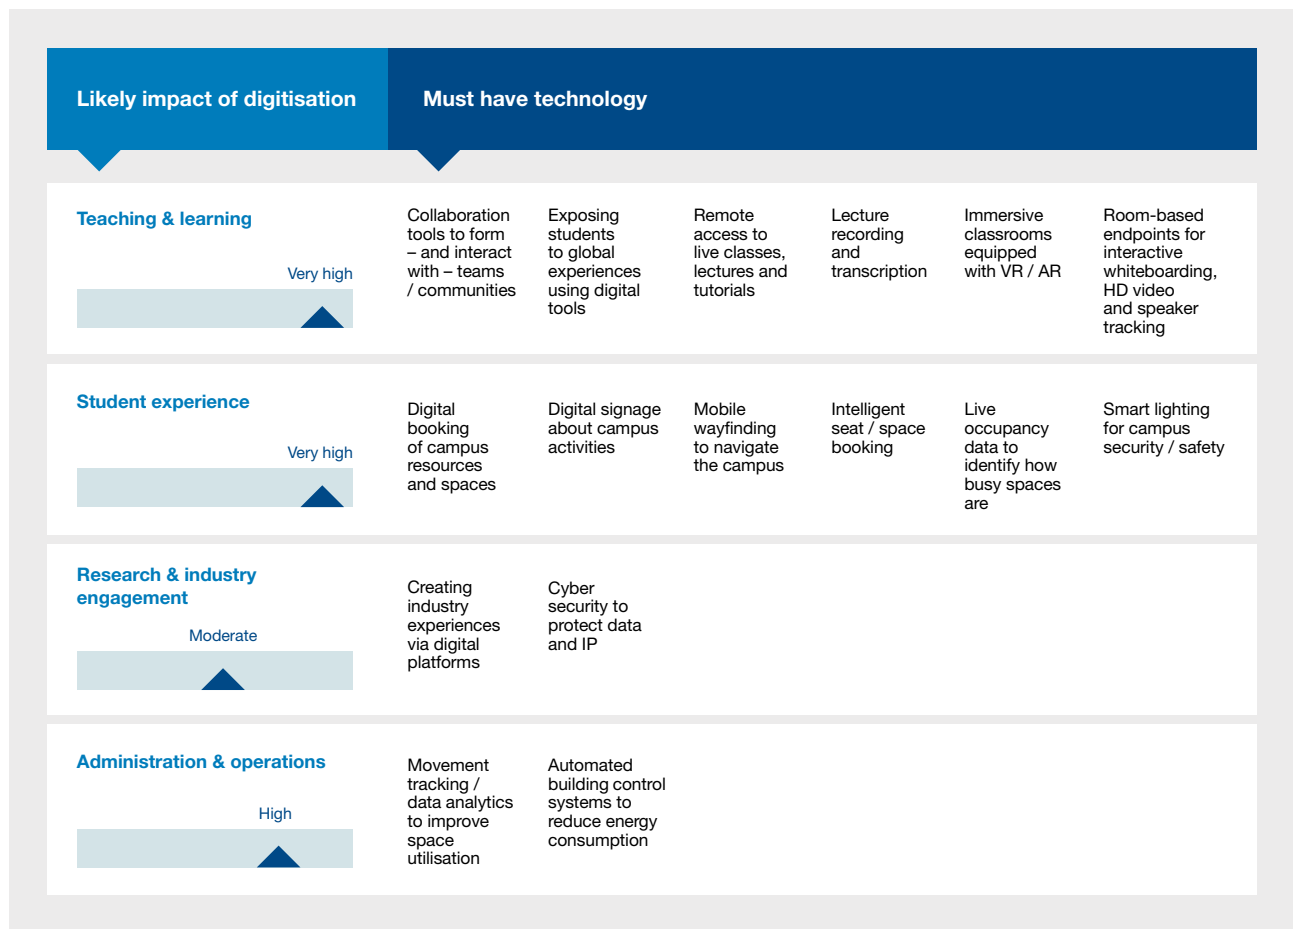 Likely impact of digitisation
Must have technology
Teaching & learning
Very high
Collaboration
tools to form
– and interact
with – teams
/ communities
Exposing
students
to global
experiences
using digital
tools
Remote
access to
live classes,
lectures and
tutorials
Lecture
recording
and
transcription
Immersive
classrooms
equipped
with VR / AR
Room-based
endpoints for
interactive
whiteboarding,
HD video
and speaker
tracking
Student experience
Very high
Digital
booking
of campus
resources
and spaces
Digital signage
about campus
activities
Mobile
wayfinding
to navigate
the campus
Intelligent
seat / space
booking
Live
occupancy
data to
identify how
busy spaces
are
Smart lighting
for campus
security / safety
Research & industry
engagement
Moderate
Creating
industry
experiences
via digital
platforms
Cyber
security to
protect data
and IP
Administration & operations
High
Movement
tracking /
data analytics
to improve
space
utilisation
Automated
building control
systems to
reduce energy
consumption